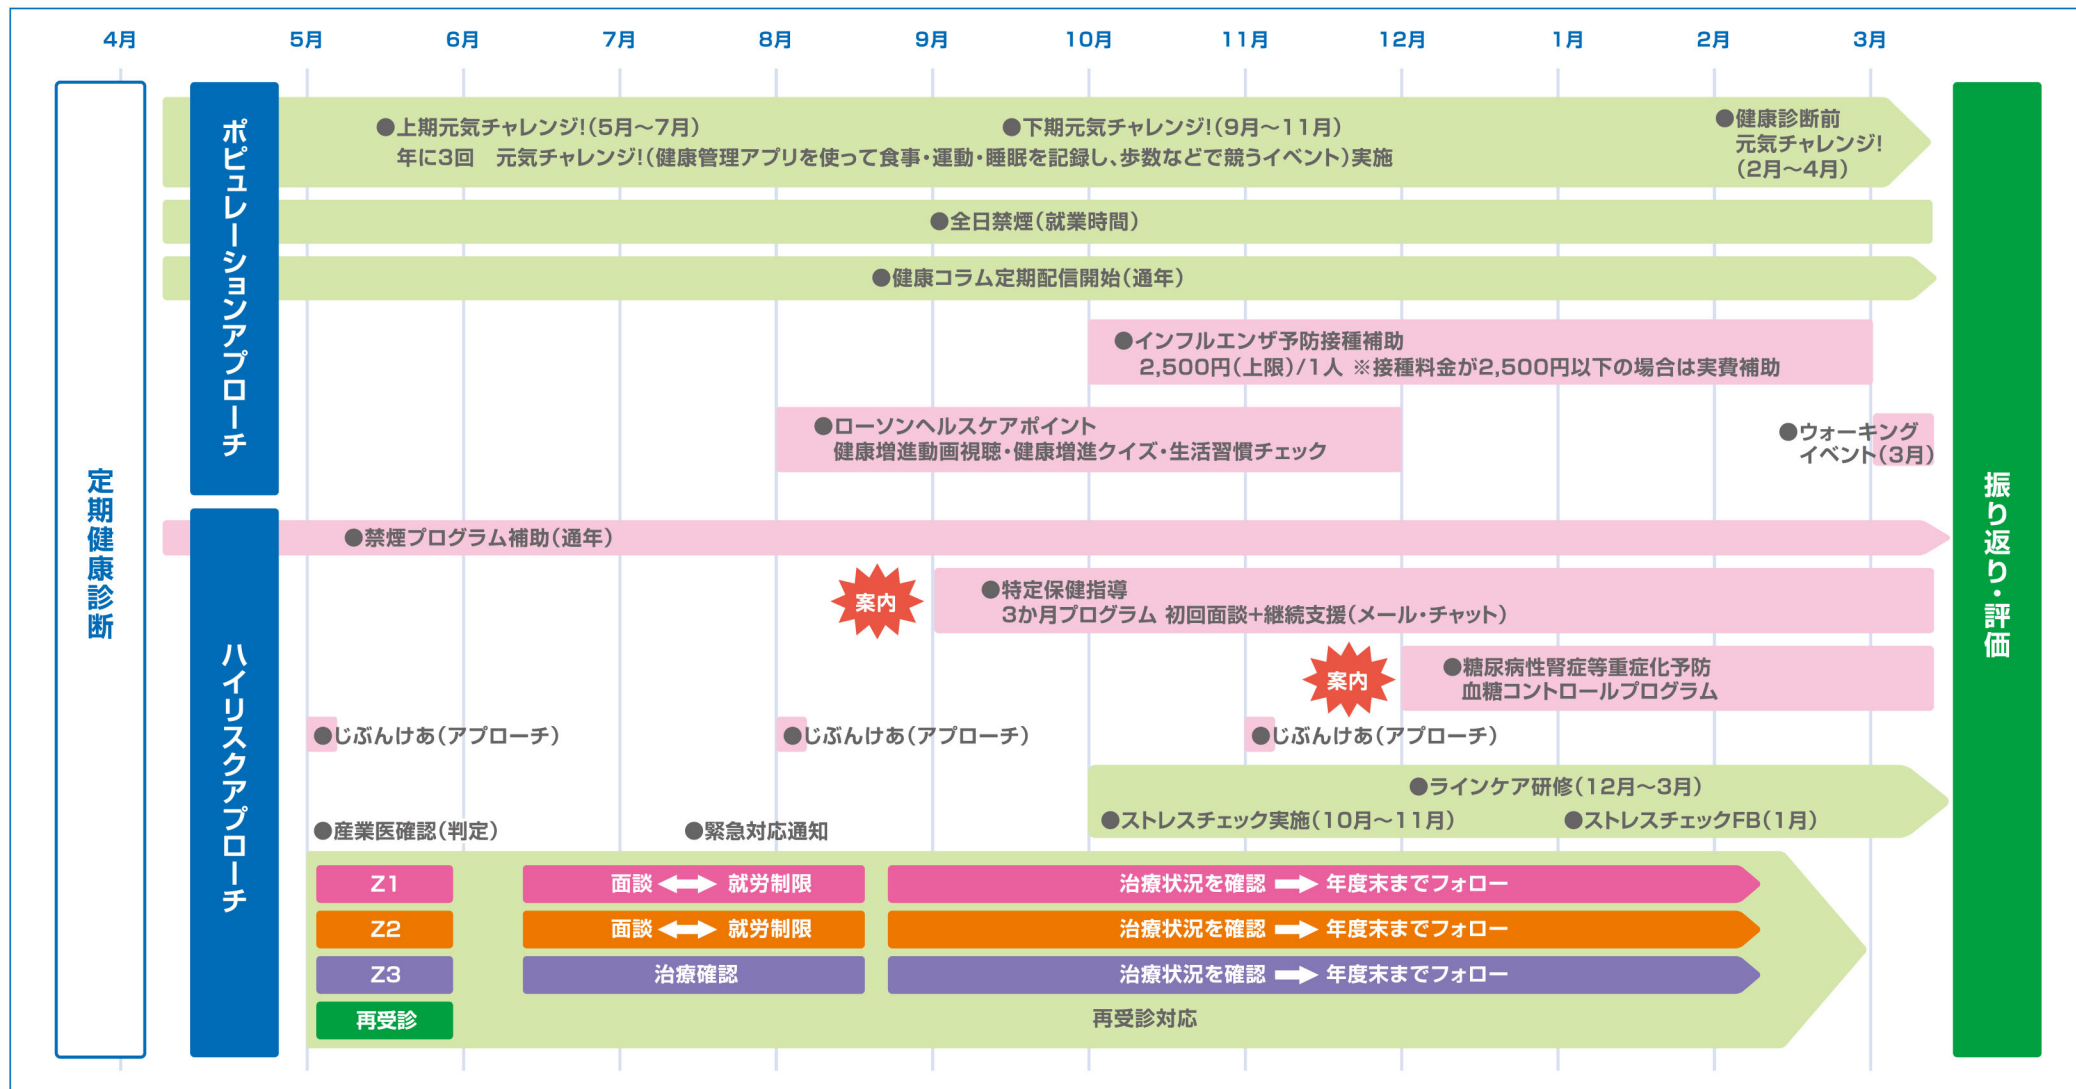 4月 5月 6月 7月 8月 9月 10月 11月 12月 1月 2月 3月
定期健康診断
ポピュレーションアプローチ
●上期元気チャレンジ!(5月〜7月)
●下期元気チャレンジ!(9月〜11月)
年に3回　元気チャレンジ!(健康管理アプリを使って食事・運動・睡眠を記録し、歩数などで競うイベント)実施
●健康診断前
元気チャレンジ!
(2月〜4月)
●全日禁煙(就業時間)
●健康コラム定期配信開始(通年)
●インフルエンザ予防接種補助
2,500円(上限)/1人 ※接種料金が2,500円以下の場合は実費補助
●ローソンヘルスケアポイント
健康増進動画視聴・健康増進クイズ・生活習慣チェック
●ウォーキング
イベント(3月)
ハイリスクアプローチ
●禁煙プログラム補助(通年)
案内
●特定保健指導
3か月プログラム 初回面談+継続支援(メール・チャット)
案内
●糖尿病性腎症等重症化予防
血糖コントロールプログラム
●じぶんけあ(アプローチ)
●じぶんけあ(アプローチ)
●じぶんけあ(アプローチ)
●ラインケア研修(12月〜3月)
●ストレスチェック実施(10月〜11月)
●ストレスチェックFB(1月)
●産業医確認(判定)
●緊急対応通知
Z1
面談 ⟷ 就労制限
治療状況を確認 ➡ 年度末までフォロー
Z2
面談 ⟷ 就労制限
治療状況を確認 ➡ 年度末までフォロー
Z3
治療確認
治療状況を確認 ➡ 年度末までフォロー
再受診
再受診対応
振り返り・評価